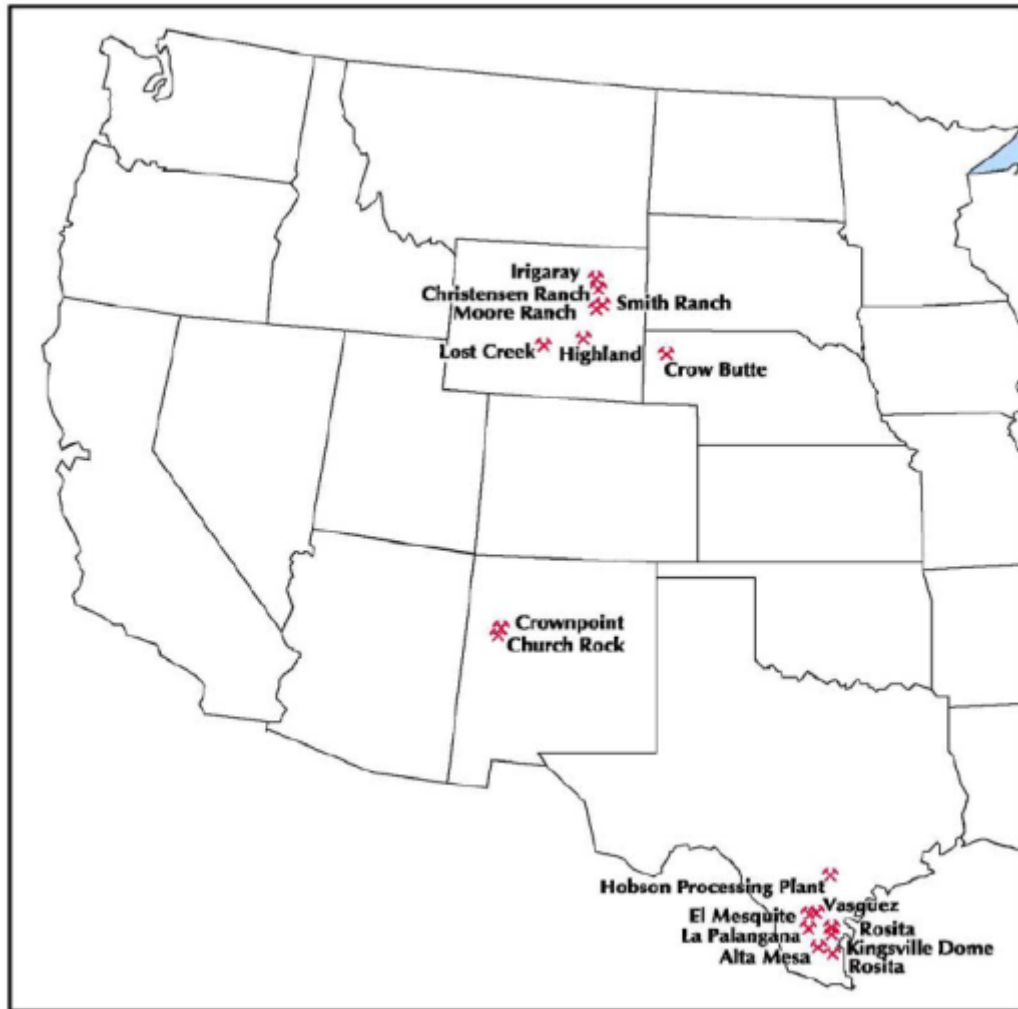 Irigaray
Christensen Ranch
Moore Ranch
Smith Ranch
Lost Creek
Highland
Crow Butte
Crownpoint
Church Rock
Hobson Processing Plant
Vasquez
El Mesquite
Rosita
La Palangana
Kingsville Dome
Alta Mesa
Rosita